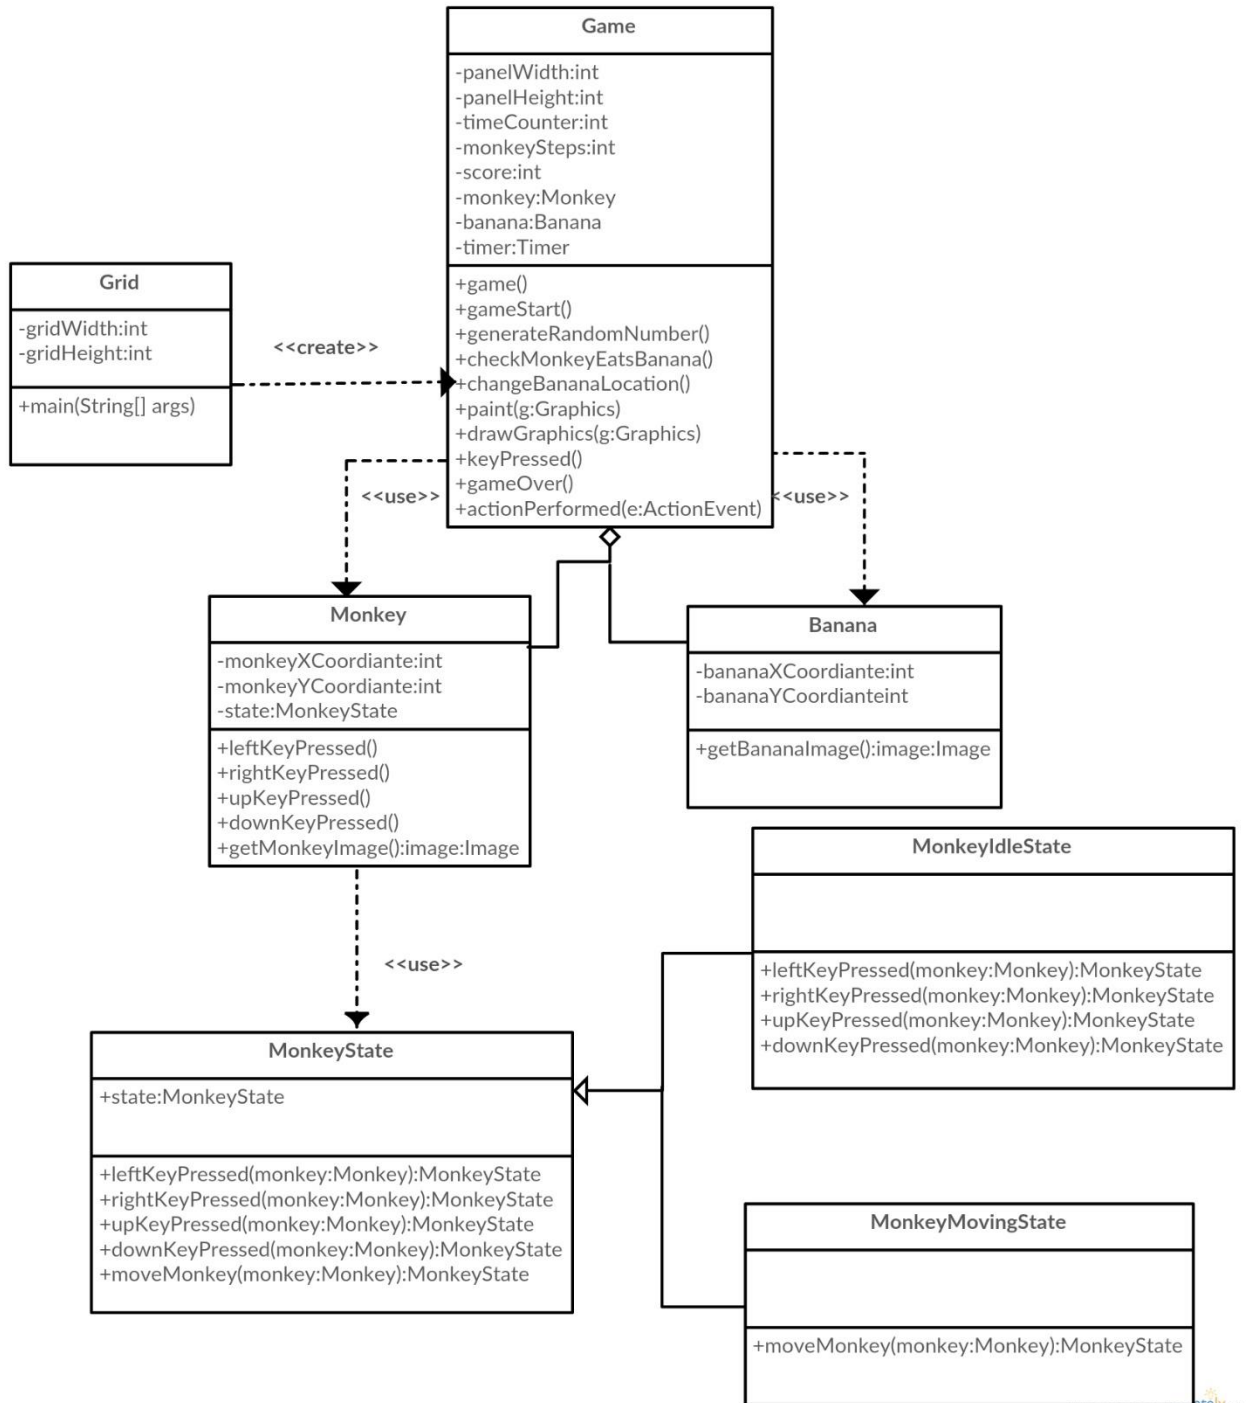 Game
-panelWidth:int
-panelHeight:int
-timeCounter:int
-monkeySteps:int
-score:int
-monkey:Monkey
-banana:Banana
-timer:Timer
+game()
+gameStart()
+generateRandomNumber()
+checkMonkeyEatsBanana()
+changeBananaLocation()
+paint(g:Graphics)
+drawGraphics(g:Graphics)
+keyPressed()
+gameOver()
+actionPerformed(e:ActionEvent)
Grid
-gridWidth:int
-gridHeight:int
+main(String[] args)
<<create>>
<<use>>
<<use>>
Monkey
-monkeyXCoordiante:int
-monkeyYCoordiante:int
-state:MonkeyState
+leftKeyPressed()
+rightKeyPressed()
+upKeyPressed()
+downKeyPressed()
+getMonkeyImage():image:Image
Banana
-bananaXCoordiante:int
-bananaYCoordianteint
+getBananaImage():image:Image
<<use>>
MonkeyIdleState
+leftKeyPressed(monkey:Monkey):MonkeyState
+rightKeyPressed(monkey:Monkey):MonkeyState
+upKeyPressed(monkey:Monkey):MonkeyState
+downKeyPressed(monkey:Monkey):MonkeyState
MonkeyState
+state:MonkeyState
+leftKeyPressed(monkey:Monkey):MonkeyState
+rightKeyPressed(monkey:Monkey):MonkeyState
+upKeyPressed(monkey:Monkey):MonkeyState
+downKeyPressed(monkey:Monkey):MonkeyState
+moveMonkey(monkey:Monkey):MonkeyState
MonkeyMovingState
+moveMonkey(monkey:Monkey):MonkeyState